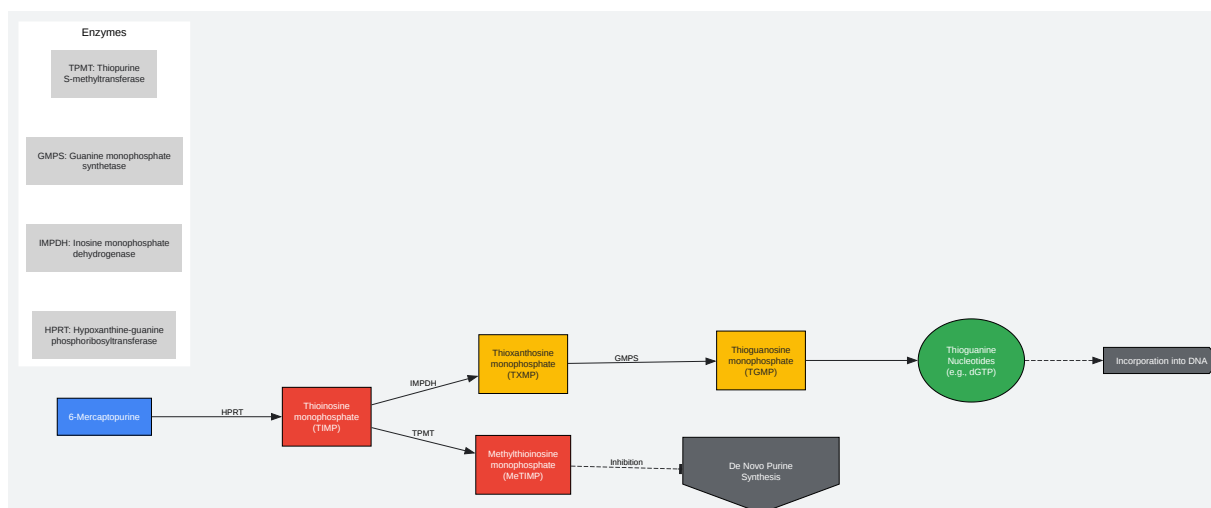 Enzymes
TPMT: Thiopurine
S-methyltransferase
GMPS: Guanine monophosphate
synthetase
IMPDH: Inosine monophosphate
dehydrogenase
HPRT: Hypoxanthine-guanine
phosphoribosyltransferase
6-Mercaptopurine
HPRT
Thioinosine
monophosphate
(TIMP)
IMPDH
TPMT
Thioxanthosine
monophosphate
(TXMP)
GMPS
Thioguanosine
monophosphate
(TGMP)
Thioguanine
Nucleotides
(e.g., dGTP)
Incorporation into DNA
Methylthioinosine
monophosphate
(MeTIMP)
Inhibition
De Novo Purine
Synthesis